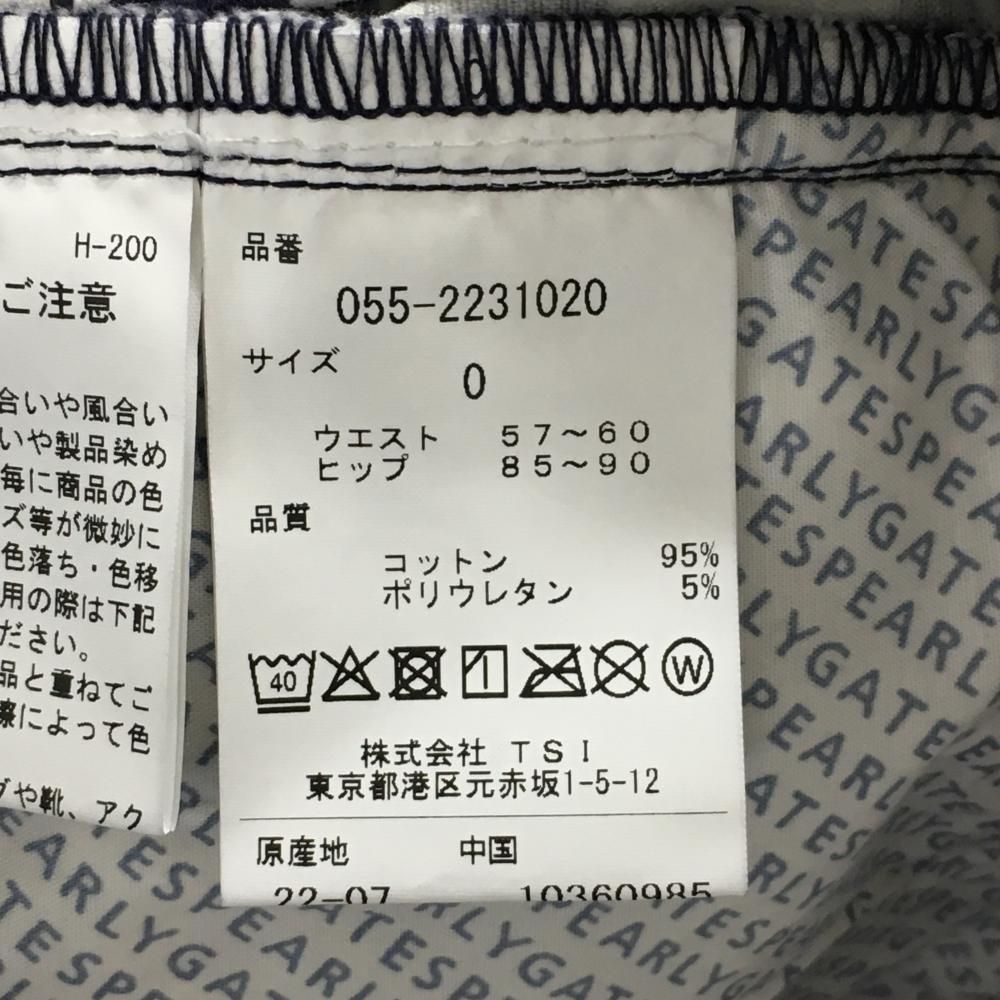 H-200
ご注意
合いや風合い
いや製品染め
毎に商品の色
ズ等が微妙に
色落ち・色移
用の際は下記
ださい。
品と重ねてご
際によって色
や靴、アク
品番
055-2231020
サイズ
0
ウエスト 57〜60
ヒップ 85〜90
品質
コットン 95%
ポリウレタン 5%
40
W
株式会社 TSI
東京都港区元赤坂1-5-12
原産地 中国
22-07 10360985
PEARLYGATES
PEARLYGATES
PEARLYGATES
PEARLYGATES